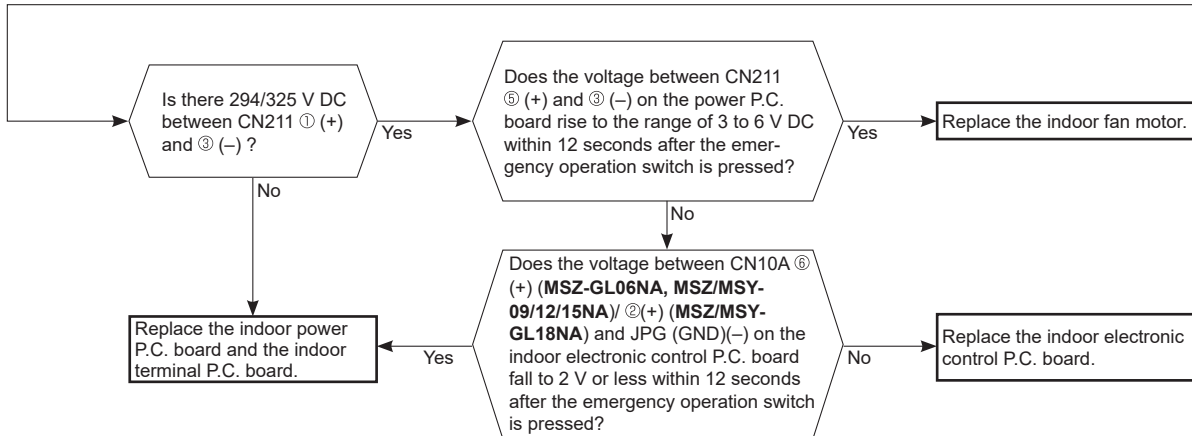 Is there 294/325 V DC
between CN211 ① (+)
and ③ (–) ?
Yes
No
Does the voltage between CN211
⑤ (+) and ③ (–) on the power P.C.
board rise to the range of 3 to 6 V DC
within 12 seconds after the emer-
gency operation switch is pressed?
Yes
No
Replace the indoor fan motor.
Does the voltage between CN10A ⑥
(+) (MSZ-GL06NA, MSZ/MSY-
09/12/15NA)/ ②(+) (MSZ/MSY-
GL18NA) and JPG (GND)(–) on the
indoor electronic control P.C. board
fall to 2 V or less within 12 seconds
after the emergency operation switch
is pressed?
Yes
No
Replace the indoor power
P.C. board and the indoor
terminal P.C. board.
Replace the indoor electronic
control P.C. board.